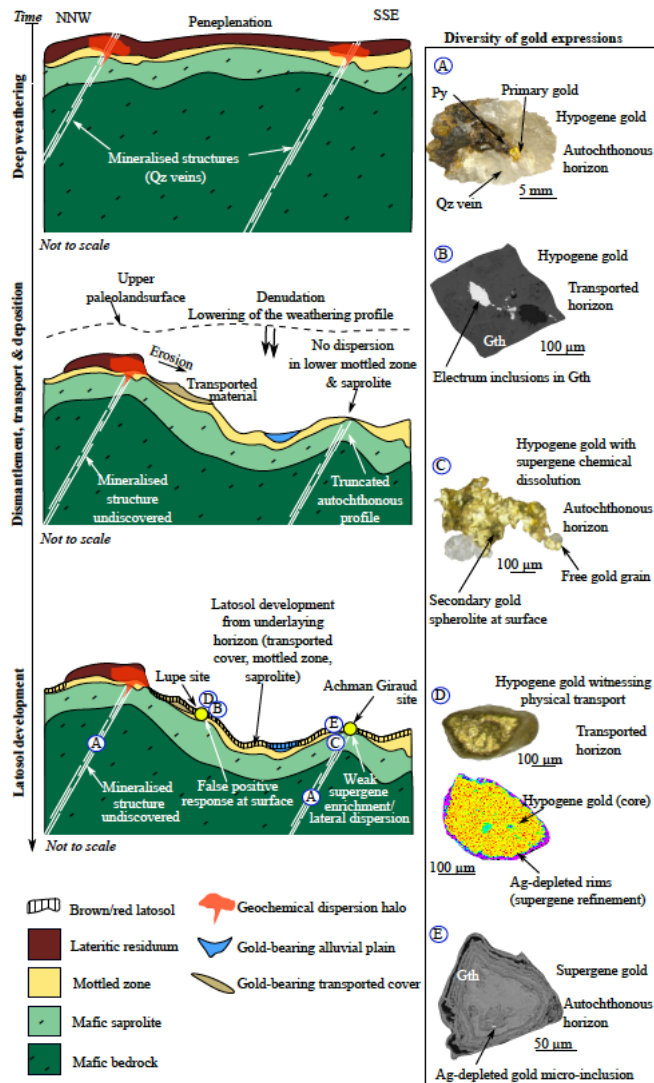 Time
NNW
SSE
Peneplenation
Deep weathering
Mineralised structures
(Qz veins)
Not to scale
Dismantlement, transport & deposition
Upper
paleolandsurface
Denudation
Lowering of the weathering profile
Erosion
Transported
material
No dispersion
in lower mottled zone
& saprolite
Mineralised
structure
undiscovered
Truncated
autochthonous
profile
Not to scale
Latosol development
Latosol development
from underlaying
horizon (transported
cover, mottled zone,
saprolite)
Lupe site
D
B
Achman Giraud
site
E
C
A
A
Mineralised
structure
undiscovered
False positive
response at surface
Weak
supergene
enrichment/
lateral dispersion
Not to scale
Brown/red latosol
Lateritic residuum
Mottled zone
Mafic saprolite
Mafic bedrock
Geochemical dispersion halo
Gold-bearing alluvial plain
Gold-bearing transported cover
Diversity of gold expressions
A
Py
Primary gold
Hypogene gold
Autochthonous
horizon
Qz vein
5 mm
B
Hypogene gold
Transported
horizon
Gth
100 µm
Electrum inclusions in Gth
C
Hypogene gold with
supergene chemical
dissolution
Autochthonous
horizon
100 µm
Free gold grain
Secondary gold
spherolite at surface
D
Hypogene gold witnessing
physical transport
Transported
horizon
100 µm
Hypogene gold (core)
100 µm
Ag-depleted rims
(supergene refinement)
E
Gth
Supergene gold
Autochthonous
horizon
50 µm
Ag-depleted gold micro-inclusion